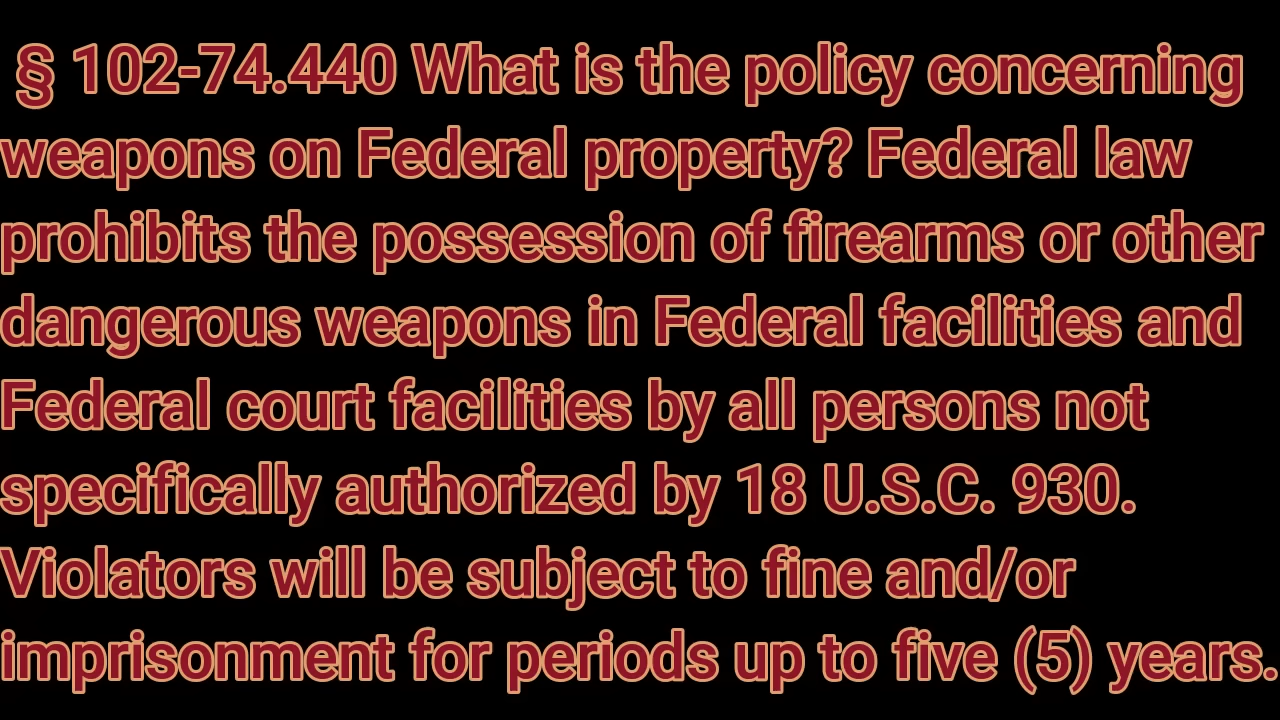 § 102-74.440 What is the policy concerning
weapons on Federal property? Federal law
prohibits the possession of firearms or other
dangerous weapons in Federal facilities and
Federal court facilities by all persons not
specifically authorized by 18 U.S.C. 930.
Violators will be subject to fine and/or
imprisonment for periods up to five (5) years.